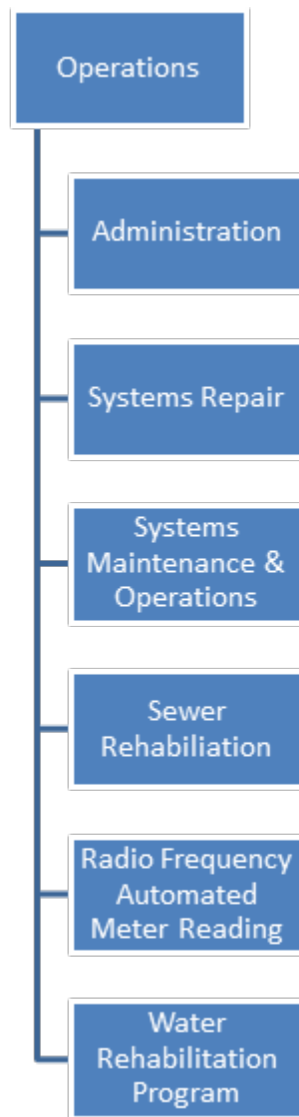 Operations
Administration
Systems Repair
Systems
Maintenance &
Operations
Sewer
Rehabiliation
Radio Frequency
Automated
Meter Reading
Water
Rehabilitation
Program